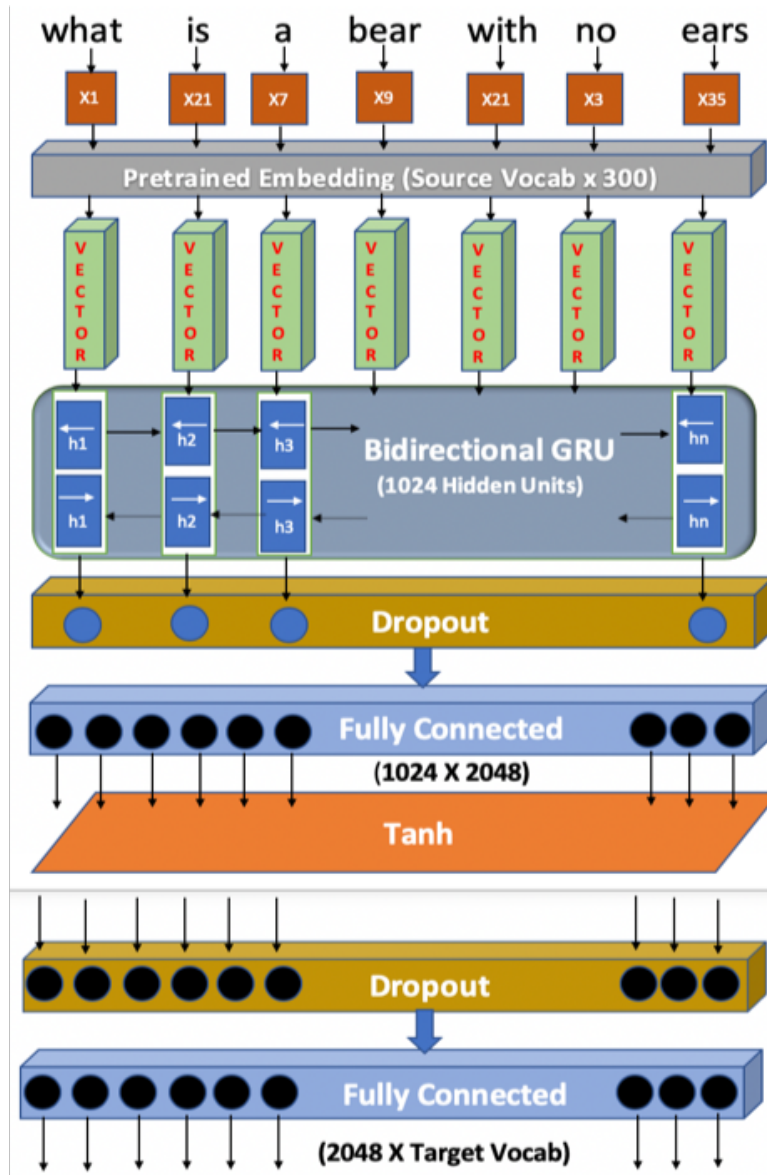 what is a bear with no ears
X1 X21 X7 X9 X21 X3 X35
Pretrained Embedding (Source Vocab x 300)
VECTOR VECTOR VECTOR VECTOR VECTOR VECTOR VECTOR
h1 h2 h3 hn
Bidirectional GRU
(1024 Hidden Units)
h1 h2 h3 hn
Dropout
Fully Connected
(1024 X 2048)
Tanh
Dropout
Fully Connected
(2048 X Target Vocab)